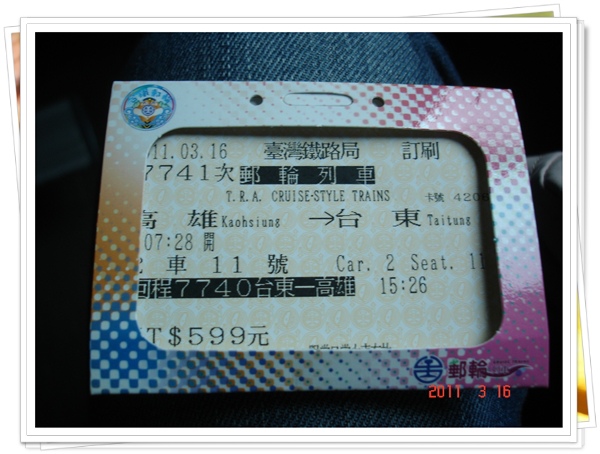 11.03.16 臺灣鐵路局 訂刷
7741次 郵輪列車
T.R.A. CRUISE-STYLE TRAINS 卡號 4206
高雄 Kaohsiung →台東 Taitung
07:28 開
車 11 號 Car. 2 Seat. 11
回程7740台東一高雄 15:26
T$599元
郵輪
2011 3 16